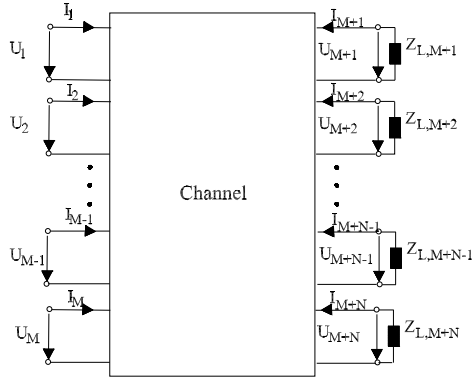 I1 IM+1
U1 UM+1 ZL,M+1
I2 IM+2
U2 UM+2 ZL,M+2
Channel
IM-1 IM+N-1
UM-1 UM+N-1 ZL,M+N-1
IM IM+N
UM UM+N ZL,M+N